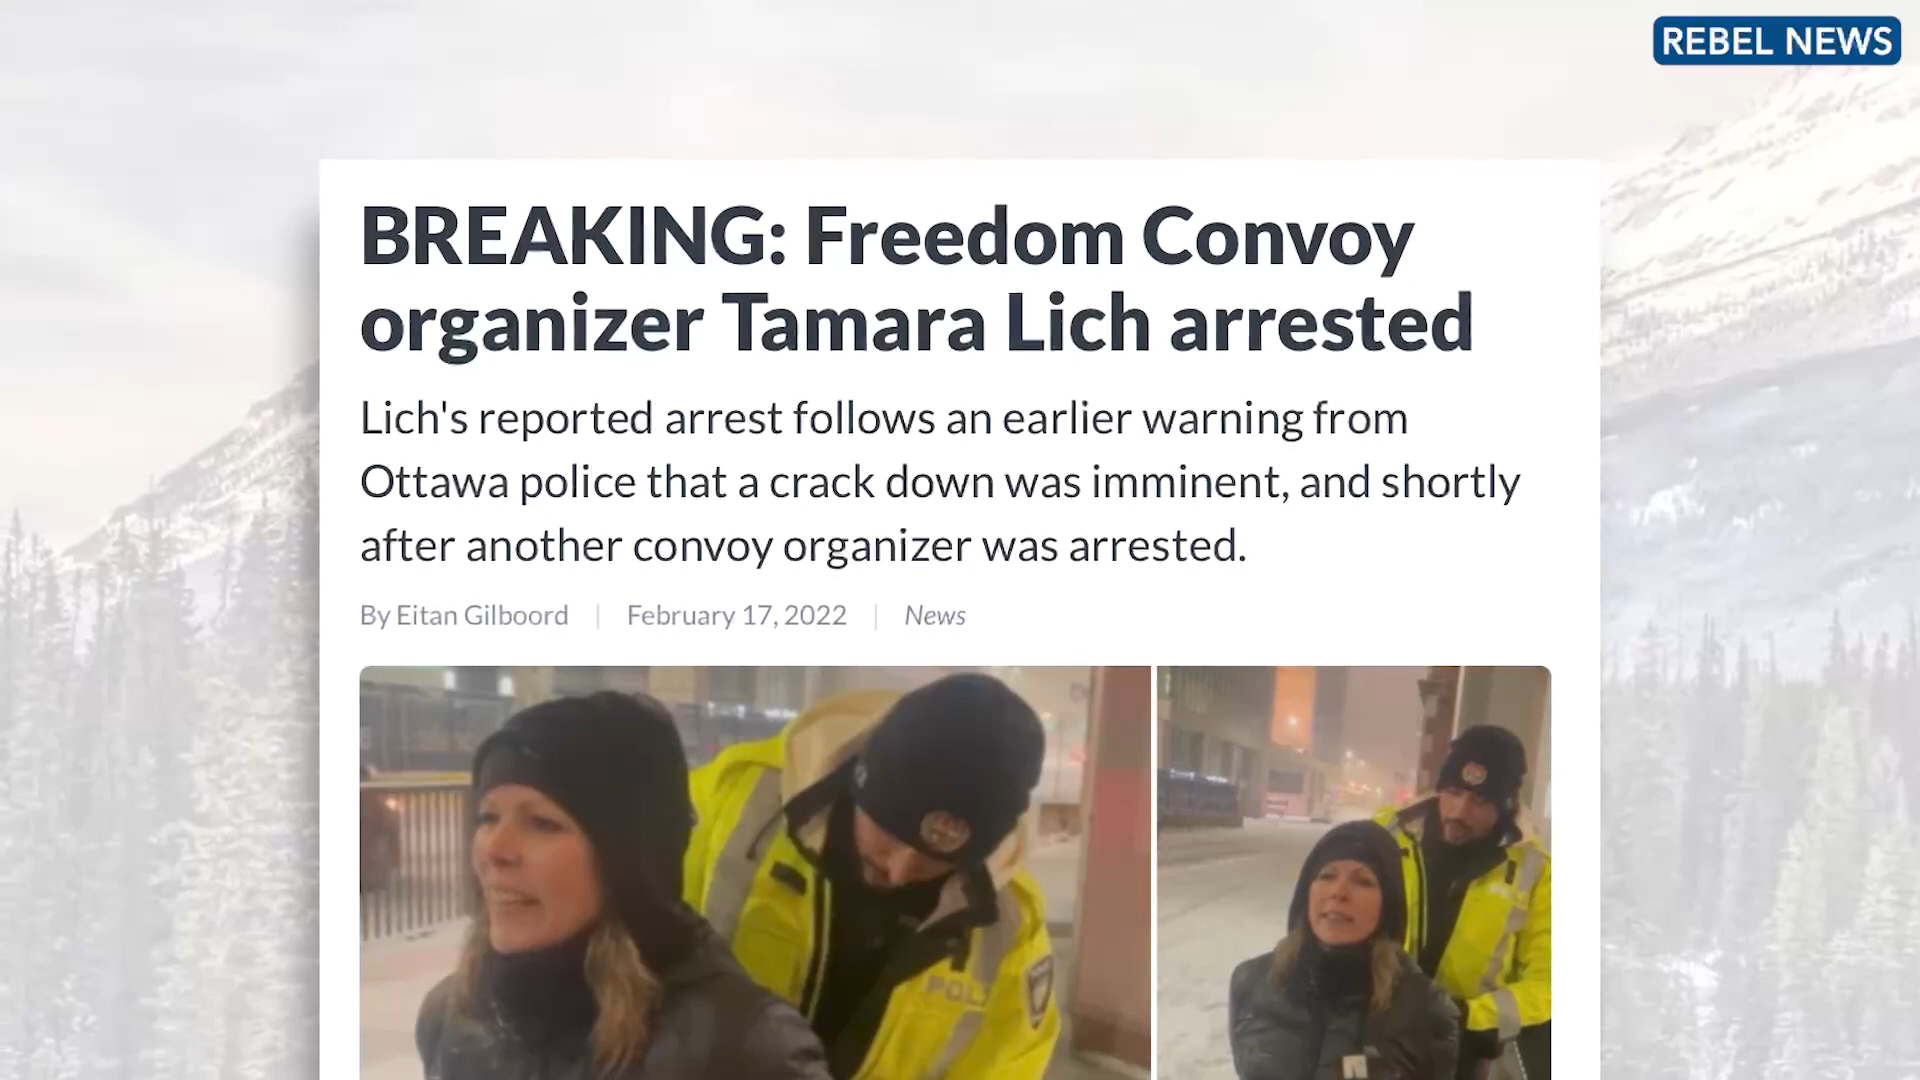 REBEL NEWS
BREAKING: Freedom Convoy
organizer Tamara Lich arrested
Lich's reported arrest follows an earlier warning from
Ottawa police that a crack down was imminent, and shortly
after another convoy organizer was arrested.
By Eitan Gilboord | February 17, 2022 | News